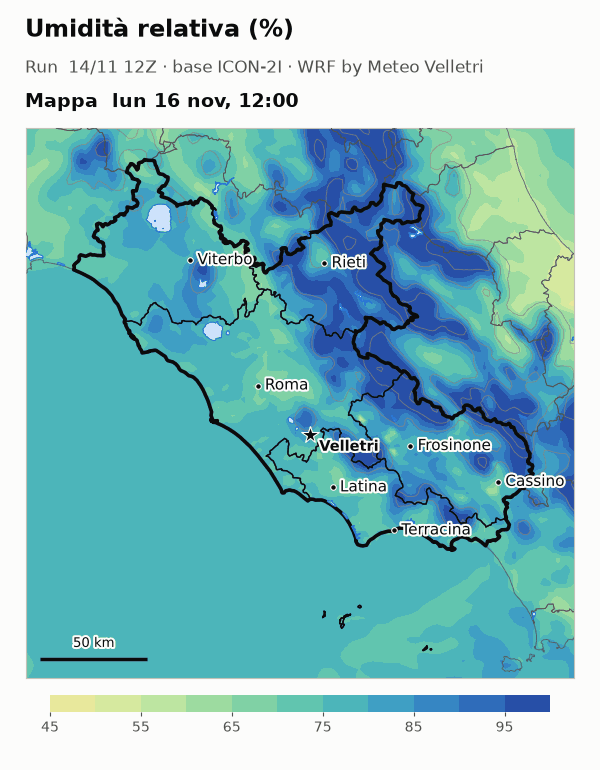 Umidità relativa (%)
Run  14/11 12Z · base ICON-2I · WRF by Meteo Velletri
Mappa  lun 16 nov, 12:00
Viterbo
Rieti
Roma
Velletri
Frosinone
Latina
Cassino
Terracina
50 km
45 55 65 75 85 95